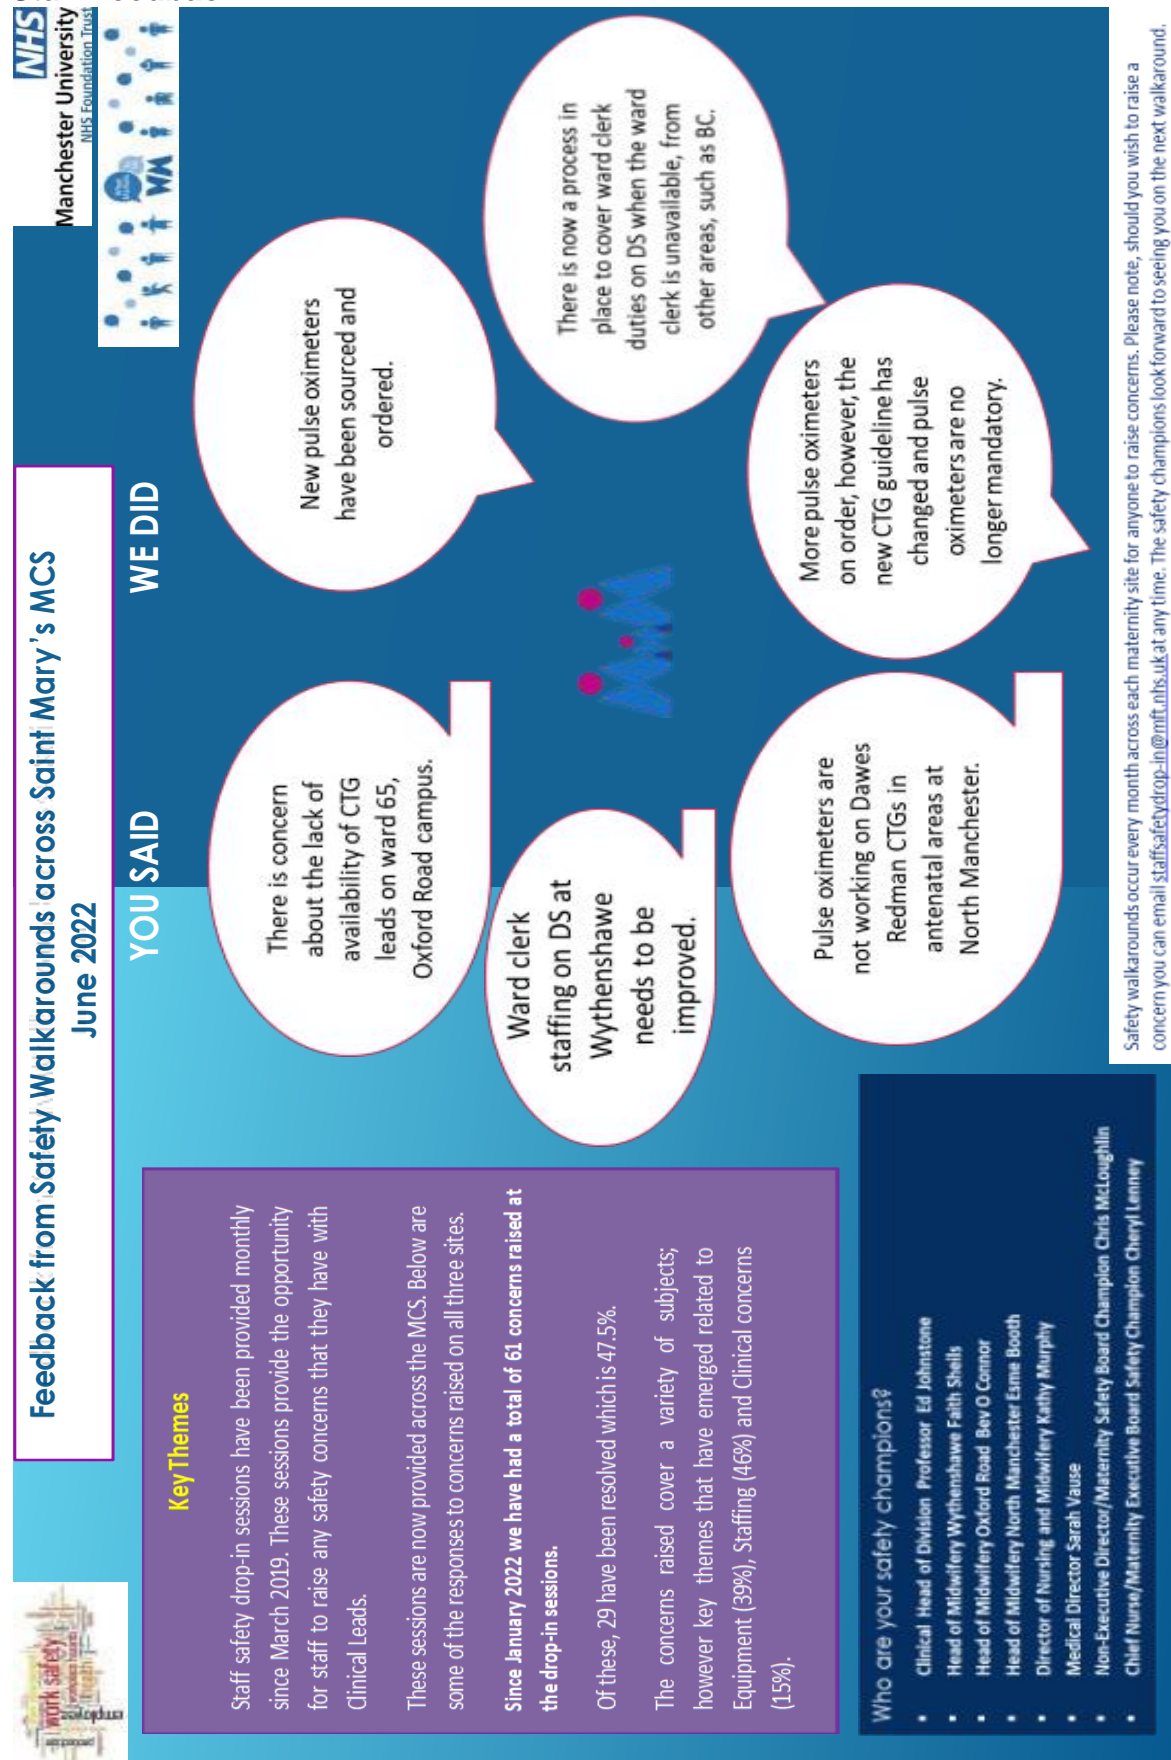 NHS
Manchester University
NHS Foundation Trust
work safety
Feedback from Safety Walkarounds across Saint Mary's MCS
June 2022
YOU SAID
WE DID
Key Themes
Staff safety drop-in sessions have been provided monthly
since March 2019. These sessions provide the opportunity
for staff to raise any safety concerns that they have with
Clinical Leads.
These sessions are now provided across the MCS. Below are
some of the responses to concerns raised on all three sites.
Since January 2022 we have had a total of 61 concerns raised at
the drop-in sessions.
Of these, 29 have been resolved which is 47.5%.
The concerns raised cover a variety of subjects;
however key themes that have emerged related to
Equipment (39%), Staffing (46%) and Clinical concerns
(15%).
There is concern
about the lack of
availability of CTG
leads on ward 65,
Oxford Road campus.
New pulse oximeters
have been sourced and
ordered.
Ward clerk
staffing on DS at
Wythenshawe
needs to be
improved.
There is now a process in
place to cover ward clerk
duties on DS when the ward
clerk is unavailable, from
other areas, such as BC.
Pulse oximeters are
not working on Dawes
Redman CTGs in
antenatal areas at
North Manchester.
More pulse oximeters
on order, however, the
new CTG guideline has
changed and pulse
oximeters are no
longer mandatory.
Who are your safety champions?
Clinical Head of Division Professor Ed Johnstone
Head of Midwifery Wythenshawe Faith Sheils
Head of Midwifery Oxford Road Bev O Connor
Head of Midwifery North Manchester Esme Booth
Director of Nursing and Midwifery Kathy Murphy
Medical Director Sarah Vause
Non-Executive Director/Maternity Safety Board Champion Chris McLoughlin
Chief Nurse/Maternity Executive Board Safety Champion Cheryl Lenney
Safety walkarounds occur every month across each maternity site for anyone to raise concerns. Please note, should you wish to raise a
concern you can email staffsafetydrop-in@mft.nhs.uk at any time. The safety champions look forward to seeing you on the next walkaround.